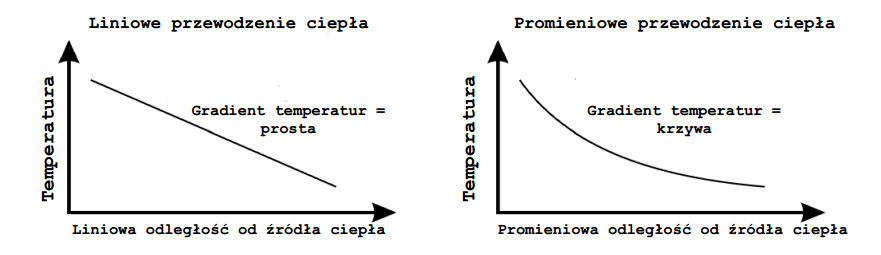 Liniowe przewodzenie ciepła
Temperatura
Gradient temperatur =
prosta
Liniowa odległość od źródła ciepła
Promieniowe przewodzenie ciepła
Temperatura
Gradient temperatur =
krzywa
Promieniowa odległość od źródła ciepła